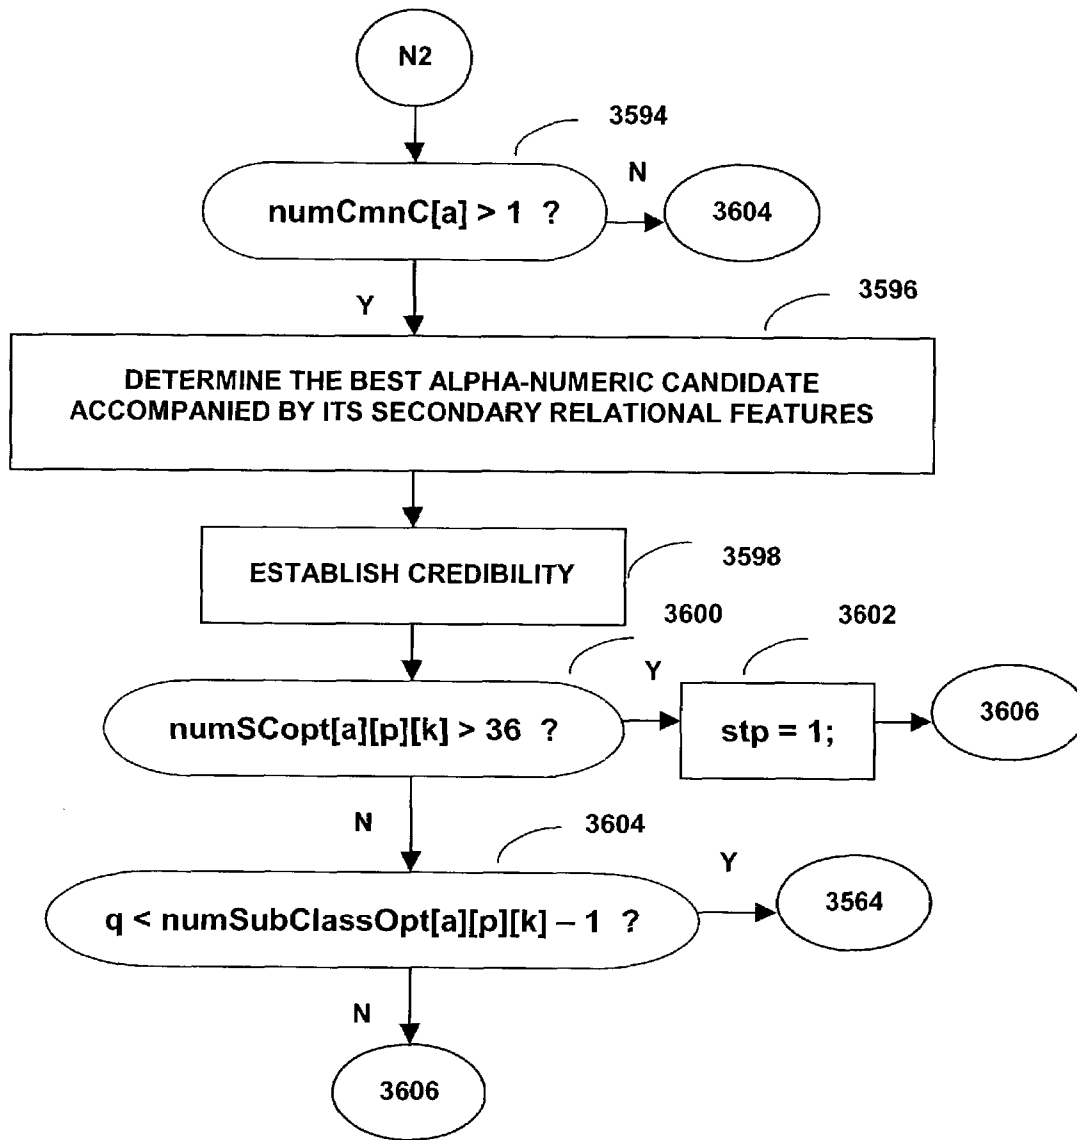 N2
3594
numCmnC[a] > 1 ?
N
3604
Y
3596
DETERMINE THE BEST ALPHA-NUMERIC CANDIDATE
ACCOMPANIED BY ITS SECONDARY RELATIONAL FEATURES
ESTABLISH CREDIBILITY
3598
3600
3602
numSCopt[a][p][k] > 36 ?
Y
stp = 1;
3606
N
3604
q < numSubClassOpt[a][p][k] – 1 ?
Y
3564
N
3606